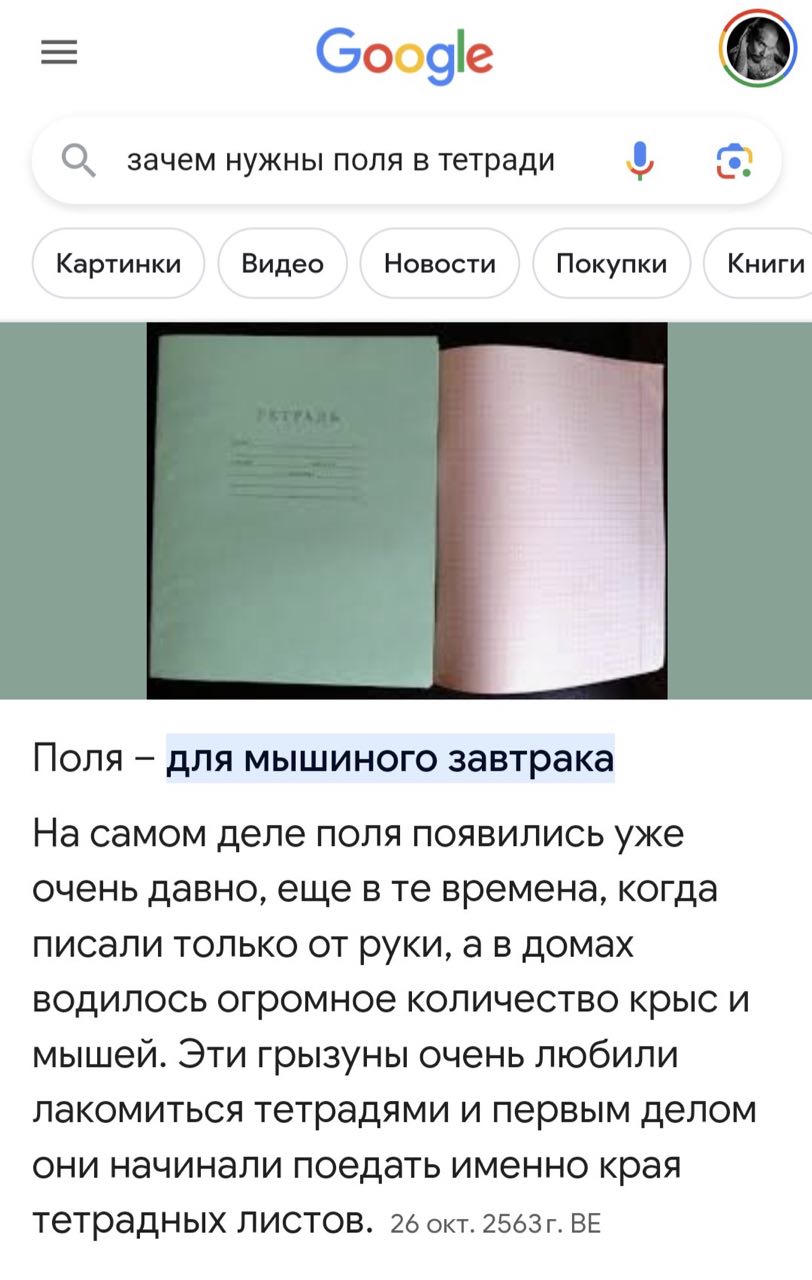 Google
зачем нужны поля в тетради
Картинки Видео Новости Покупки Книги
ТЕТРАДЬ
Поля – для мышиного завтрака
На самом деле поля появились уже
очень давно, еще в те времена, когда
писали только от руки, а в домах
водилось огромное количество крыс и
мышей. Эти грызуны очень любили
лакомиться тетрадями и первым делом
они начинали поедать именно края
тетрадных листов. 26 окт. 2563 г. BE